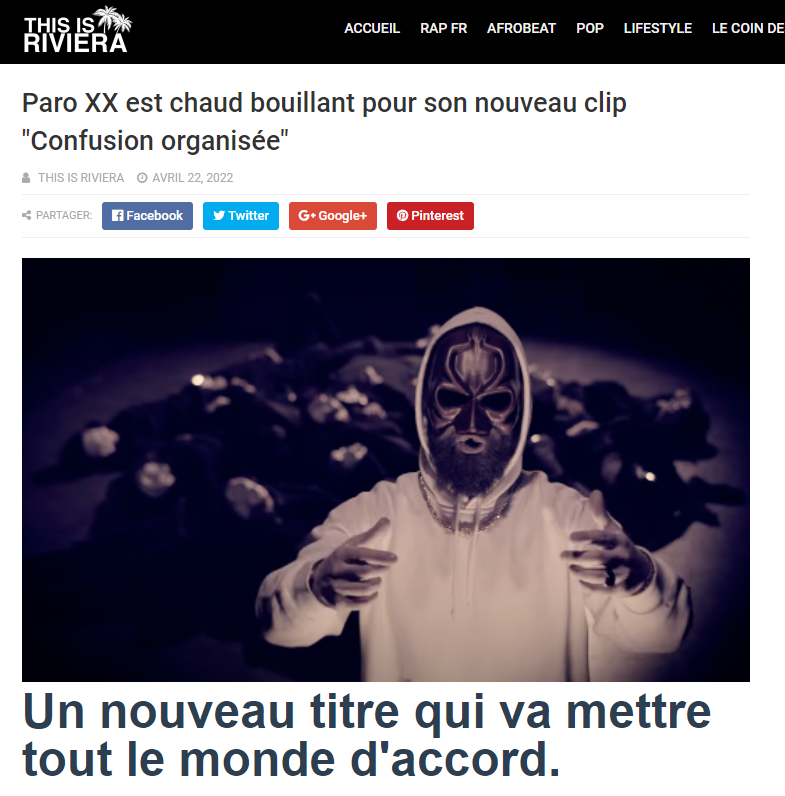 THIS IS
RIVIERA
ACCUEIL RAP FR AFROBEAT POP LIFESTYLE LE COIN DE
Paro XX est chaud bouillant pour son nouveau clip
"Confusion organisée"
THIS IS RIVIERA AVRIL 22, 2022
PARTAGER: Facebook Twitter Google+ Pinterest
Un nouveau titre qui va mettre
tout le monde d'accord.